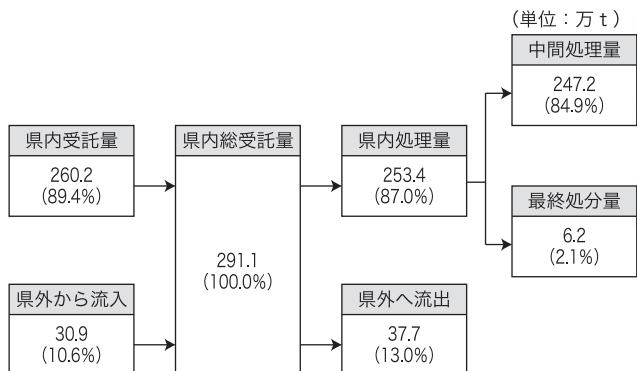 (単位：万ｔ)
中間処理量
247.2
(84.9%)
県内受託量
260.2
(89.4%)
県内総受託量
291.1
(100.0%)
県内処理量
253.4
(87.0%)
最終処分量
6.2
(2.1%)
県外から流入
30.9
(10.6%)
県外へ流出
37.7
(13.0%)